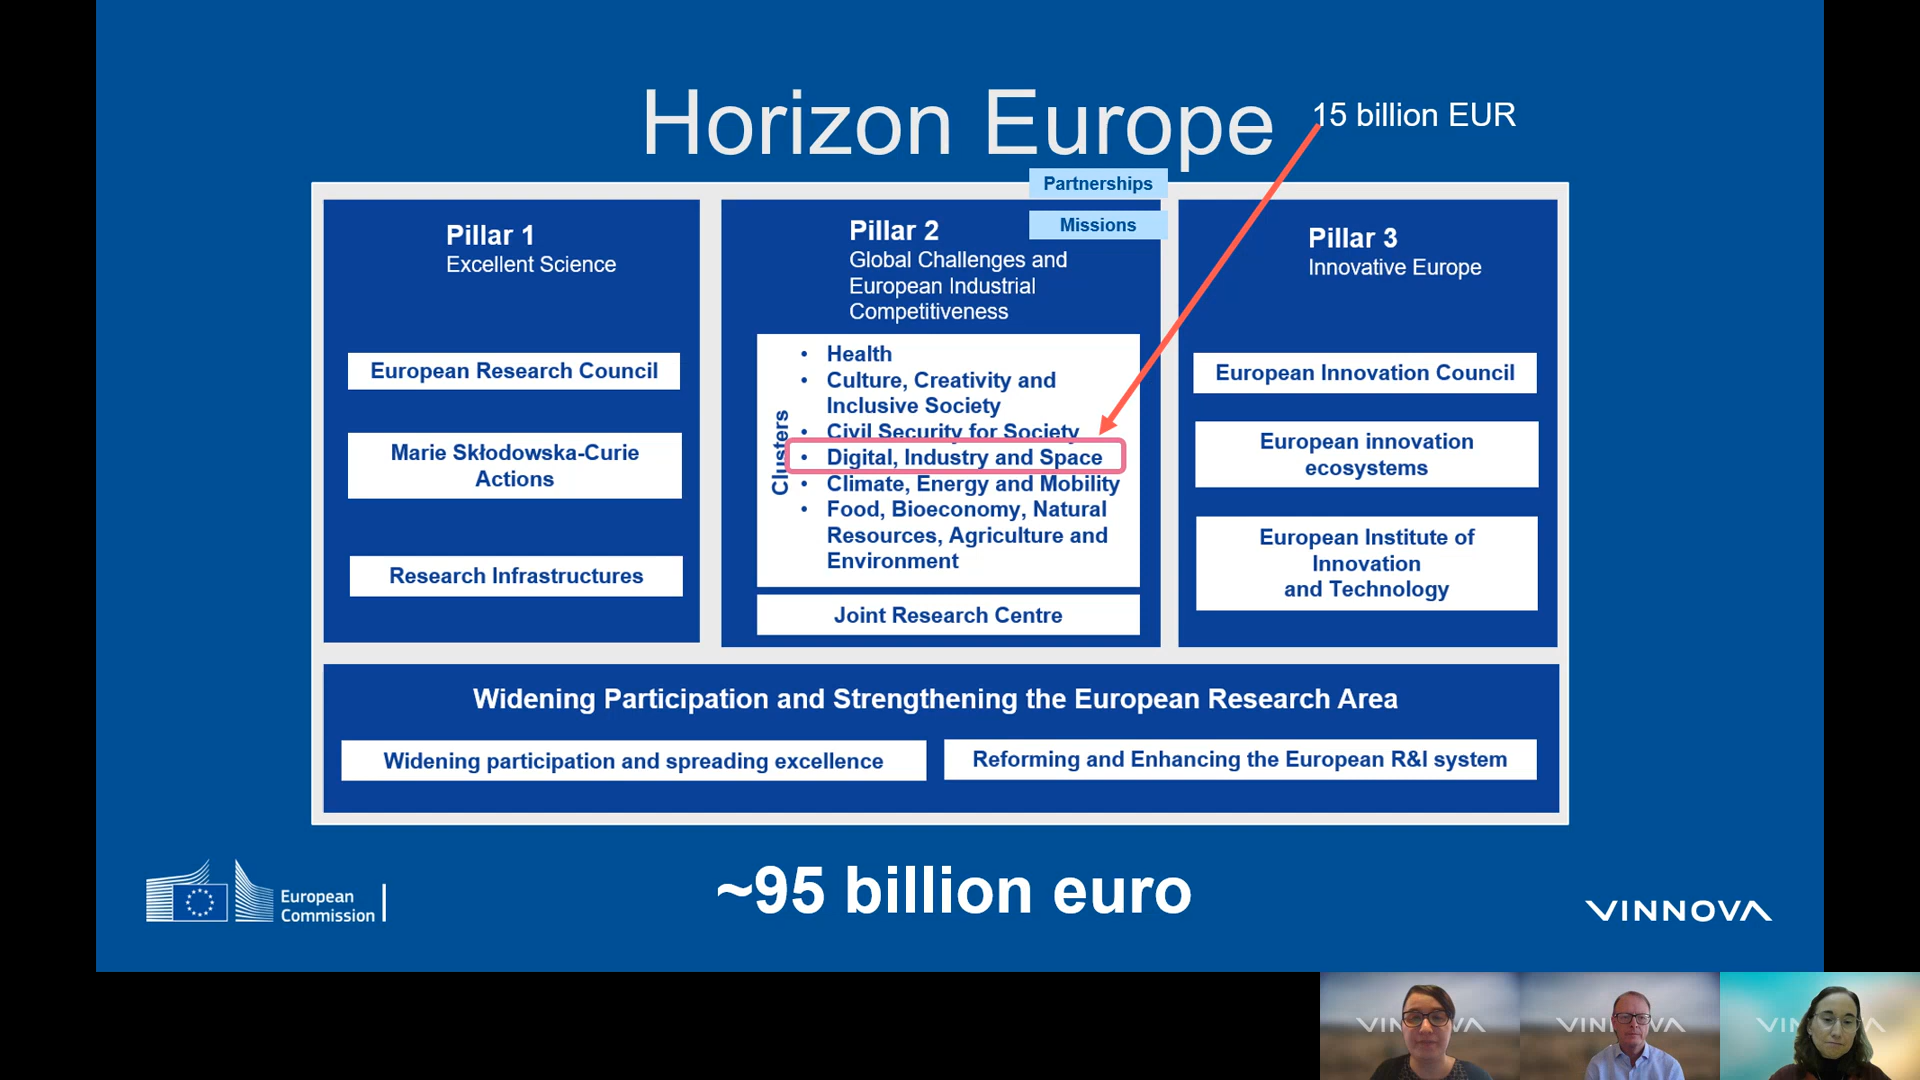 Horizon Europe
15 billion EUR
Partnerships
Missions
Pillar 1
Excellent Science
European Research Council
Marie Skłodowska-Curie
Actions
Research Infrastructures
Pillar 2
Global Challenges and
European Industrial
Competitiveness
Clusters
• Health
• Culture, Creativity and
Inclusive Society
• Civil Security for Society
• Digital, Industry and Space
• Climate, Energy and Mobility
• Food, Bioeconomy, Natural
Resources, Agriculture and
Environment
Joint Research Centre
Pillar 3
Innovative Europe
European Innovation Council
European innovation
ecosystems
European Institute of
Innovation
and Technology
Widening Participation and Strengthening the European Research Area
Widening participation and spreading excellence
Reforming and Enhancing the European R&I system
European
Commission
~95 billion euro
VINNOVA